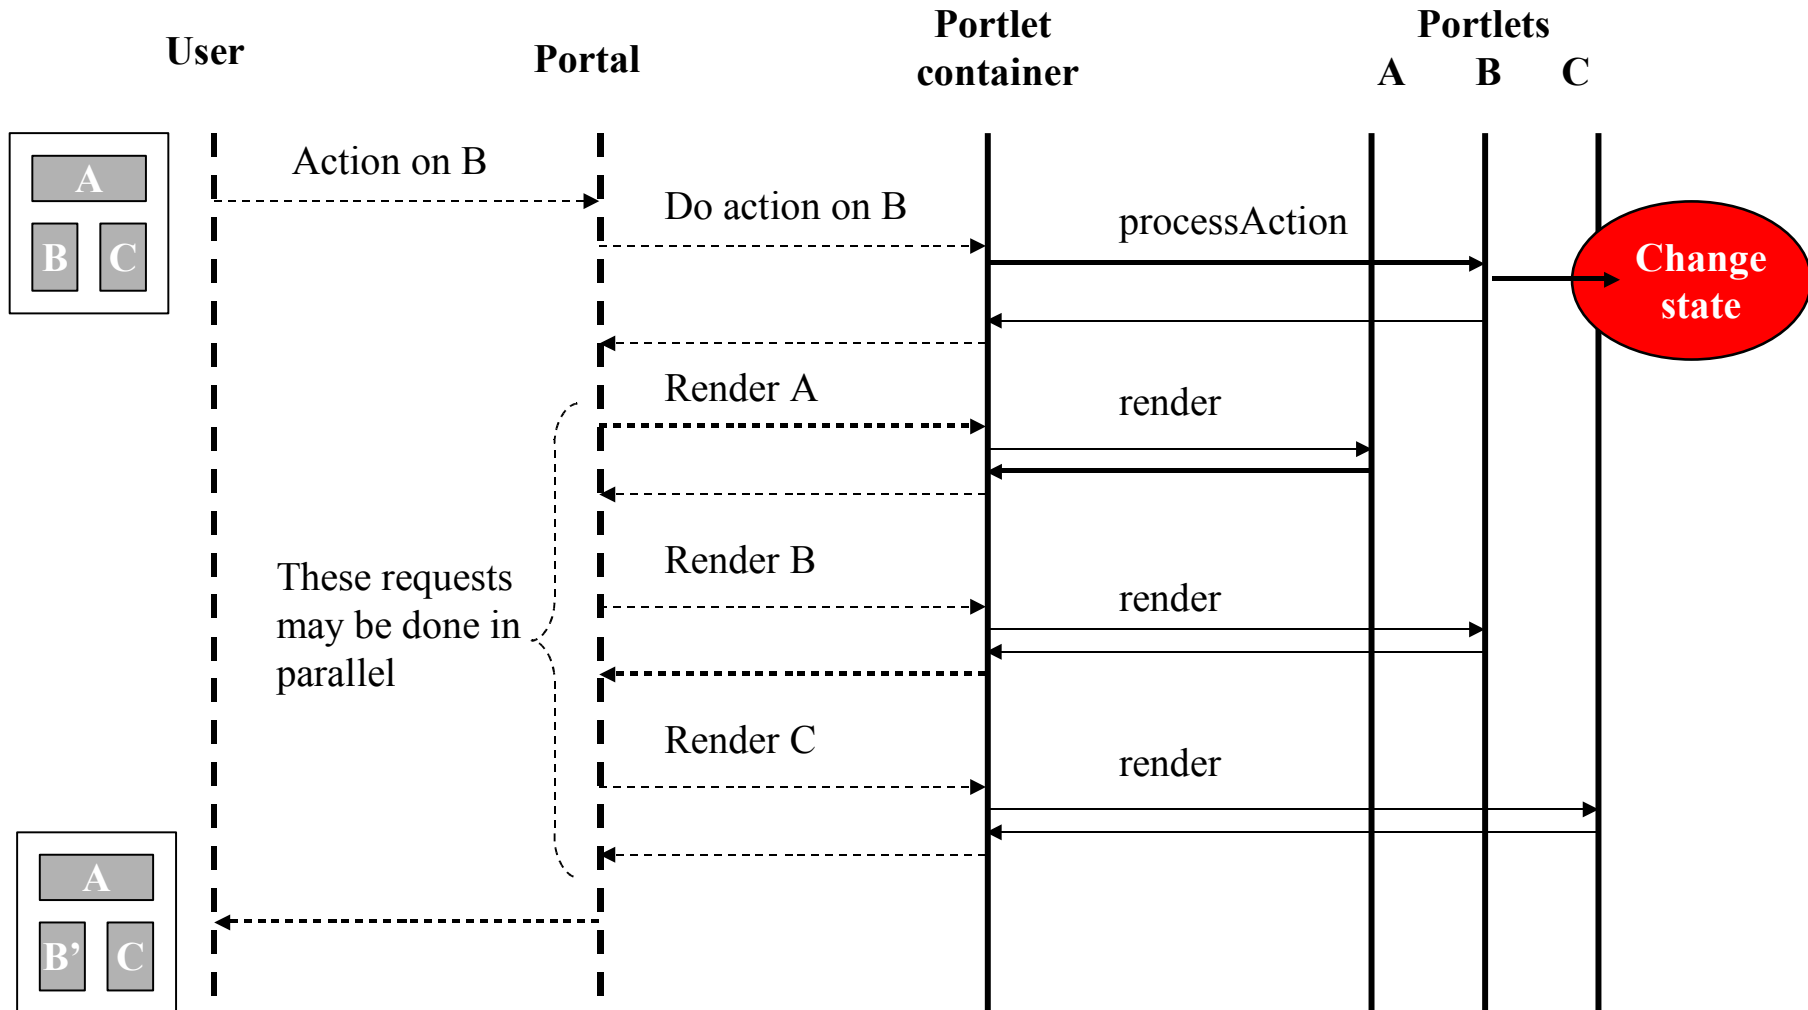 User
Portal
Portlet
container
Portlets
A B C
A
B C
Action on B
Do action on B
processAction
Change
state
Render A
render
These requests
may be done in
parallel
Render B
render
Render C
render
A
B’ C